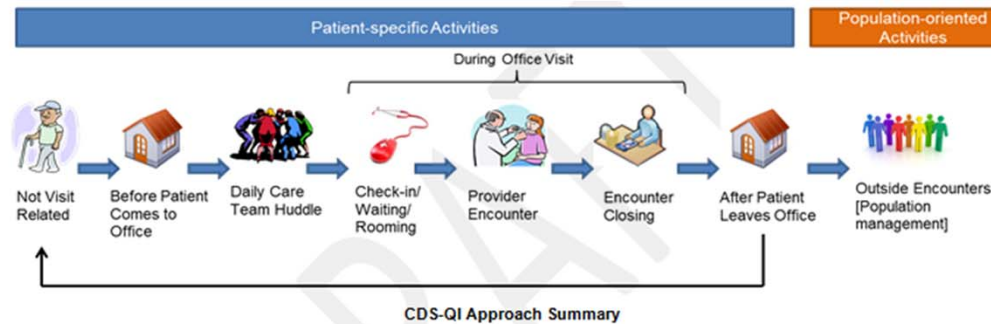 Patient-specific Activities
Population-oriented
Activities
During Office Visit
Not Visit
Related
Before Patient
Comes to
Office
Daily Care
Team Huddle
Check-in/
Waiting/
Rooming
Provider
Encounter
Encounter
Closing
After Patient
Leaves Office
Outside Encounters
[Population
management]
CDS-QI Approach Summary
DRAFT